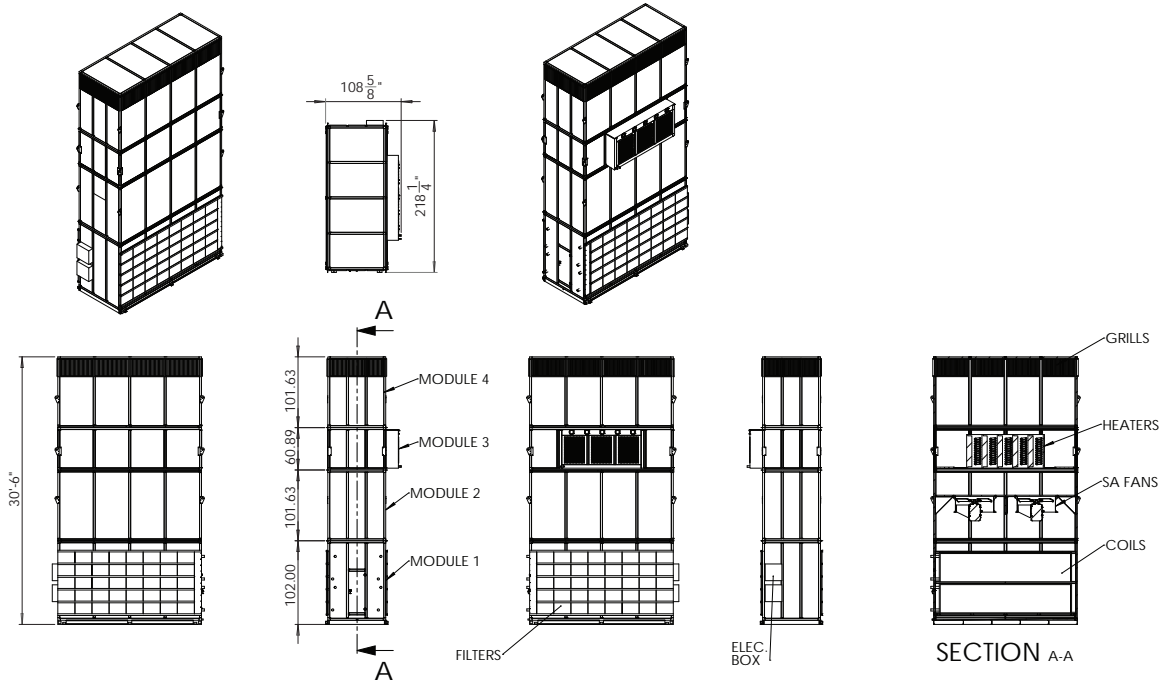 108 5/8"
218 1/4"
A
30'-6"
101.63
60.89
101.63
102.00
MODULE 4
MODULE 3
MODULE 2
MODULE 1
A
FILTERS
ELEC.
BOX
GRILLS
HEATERS
SA FANS
COILS
SECTION A-A